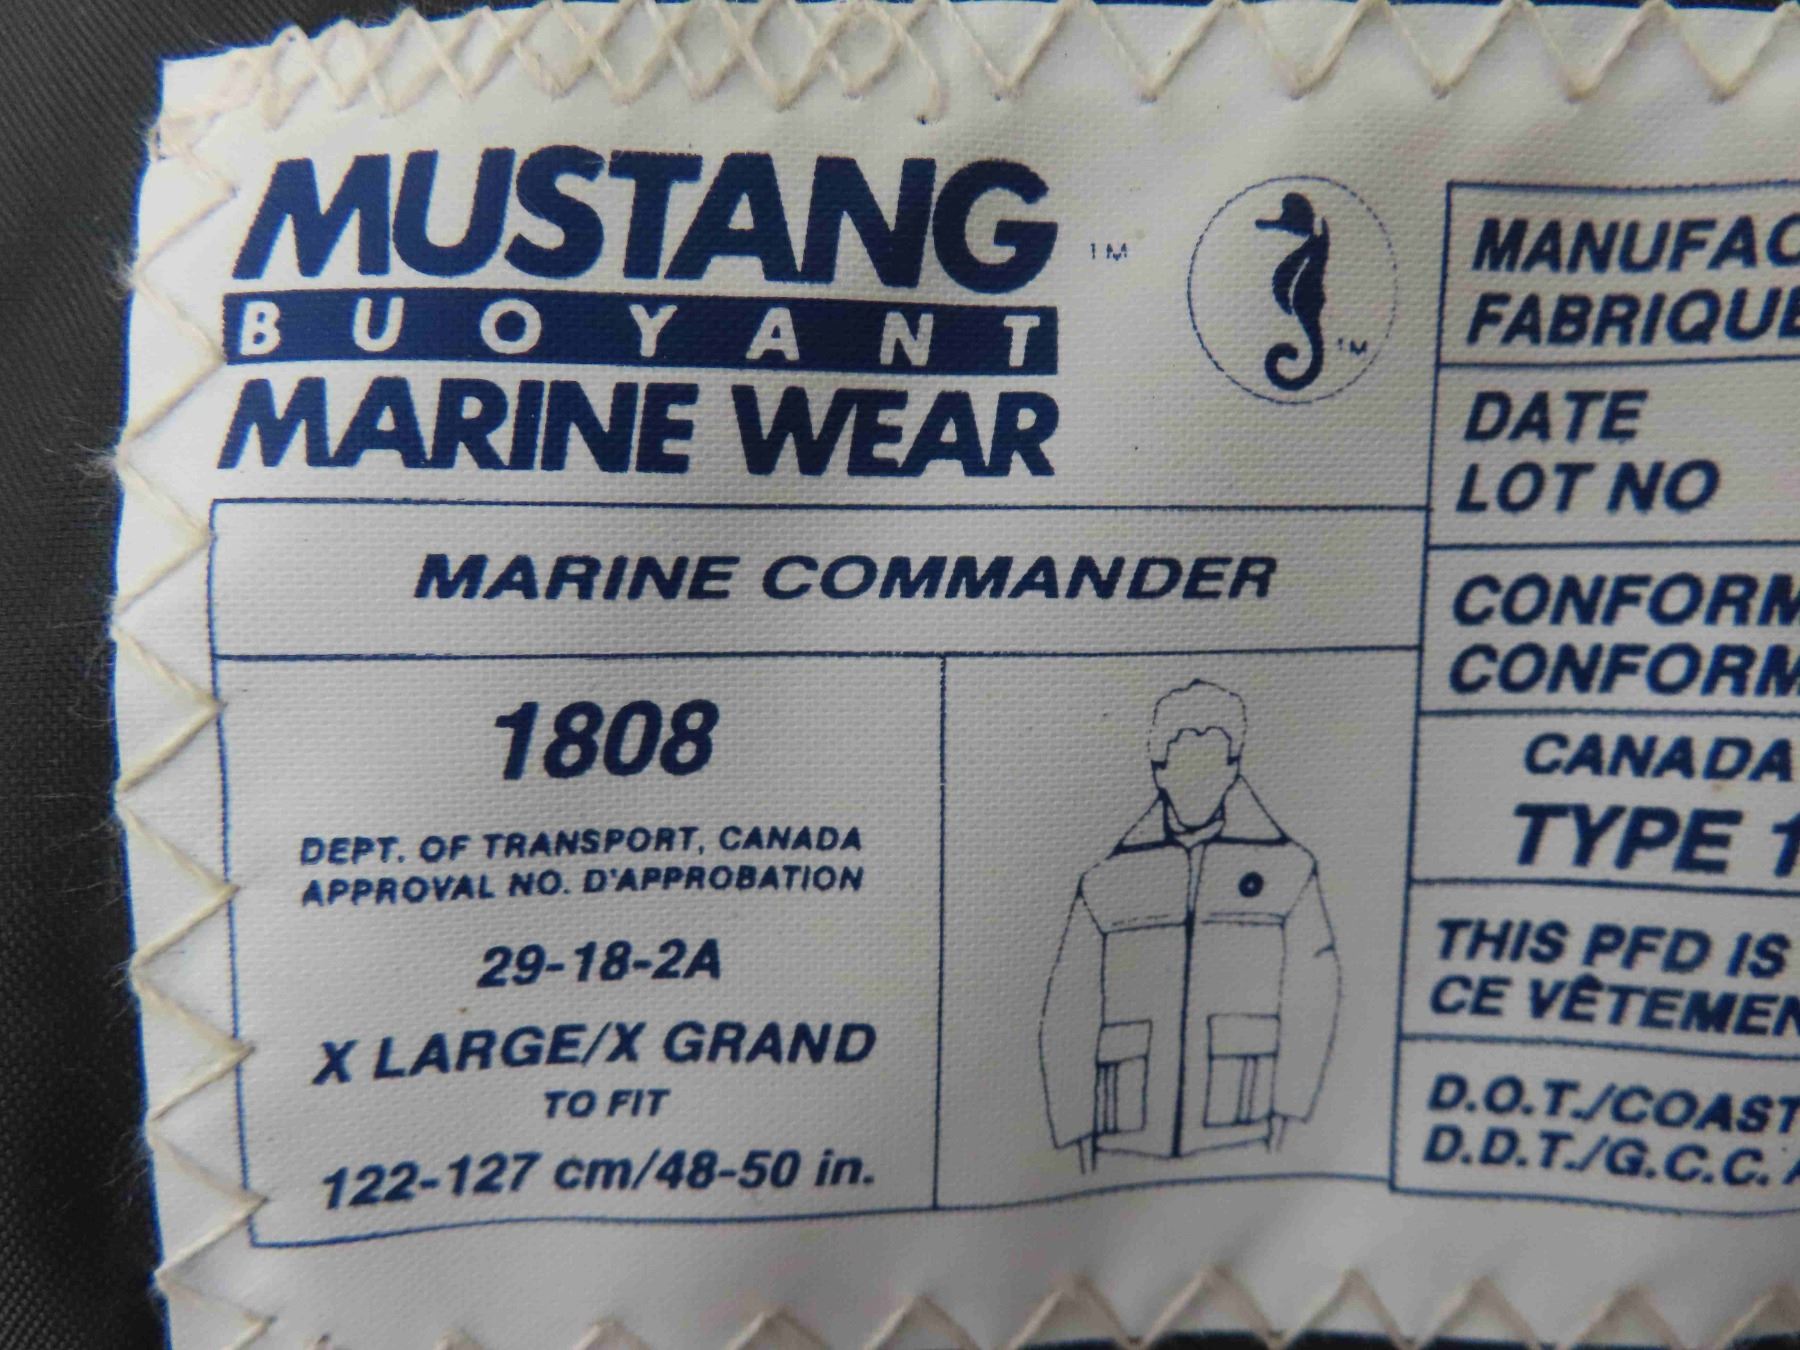 MUSTANG TM
BUOYANT
MARINE WEAR
TM
MARINE COMMANDER
1808
DEPT. OF TRANSPORT, CANADA
APPROVAL NO. D'APPROBATION
29-18-2A
X LARGE/X GRAND
TO FIT
122-127 cm/48-50 in.
MANUFAC
FABRIQUE
DATE
LOT NO
CONFORM
CONFORM
CANADA
TYPE 1
THIS PFD IS
CE VÊTEMEN
D.O.T./COAST
D.D.T./G.C.C. A